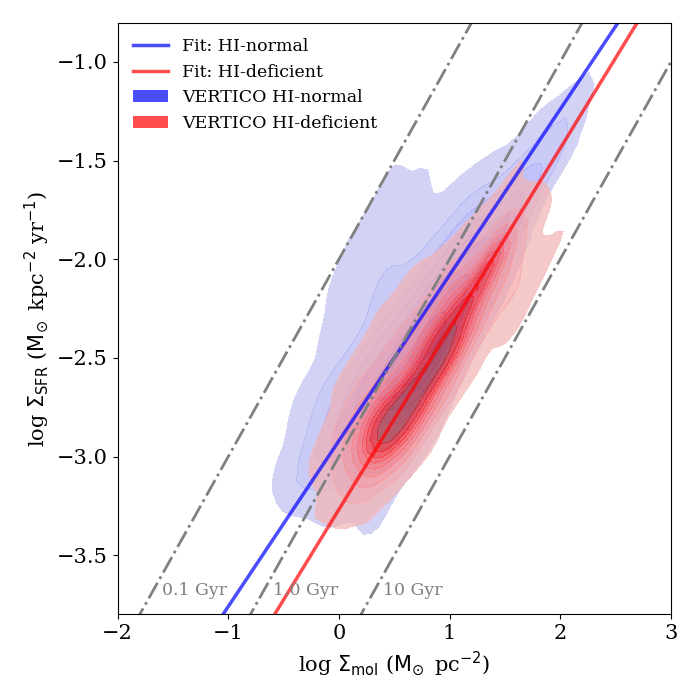 Fit: HI-normal
Fit: HI-deficient
VERTICO HI-normal
VERTICO HI-deficient
log Σ_SFR (M_⊙ kpc^−2 yr^−1)
−1.0
−1.5
−2.0
−2.5
−3.0
−3.5
0.1 Gyr
1.0 Gyr
10 Gyr
−2
−1
0
1
2
3
log Σ_mol (M_⊙ pc^−2)